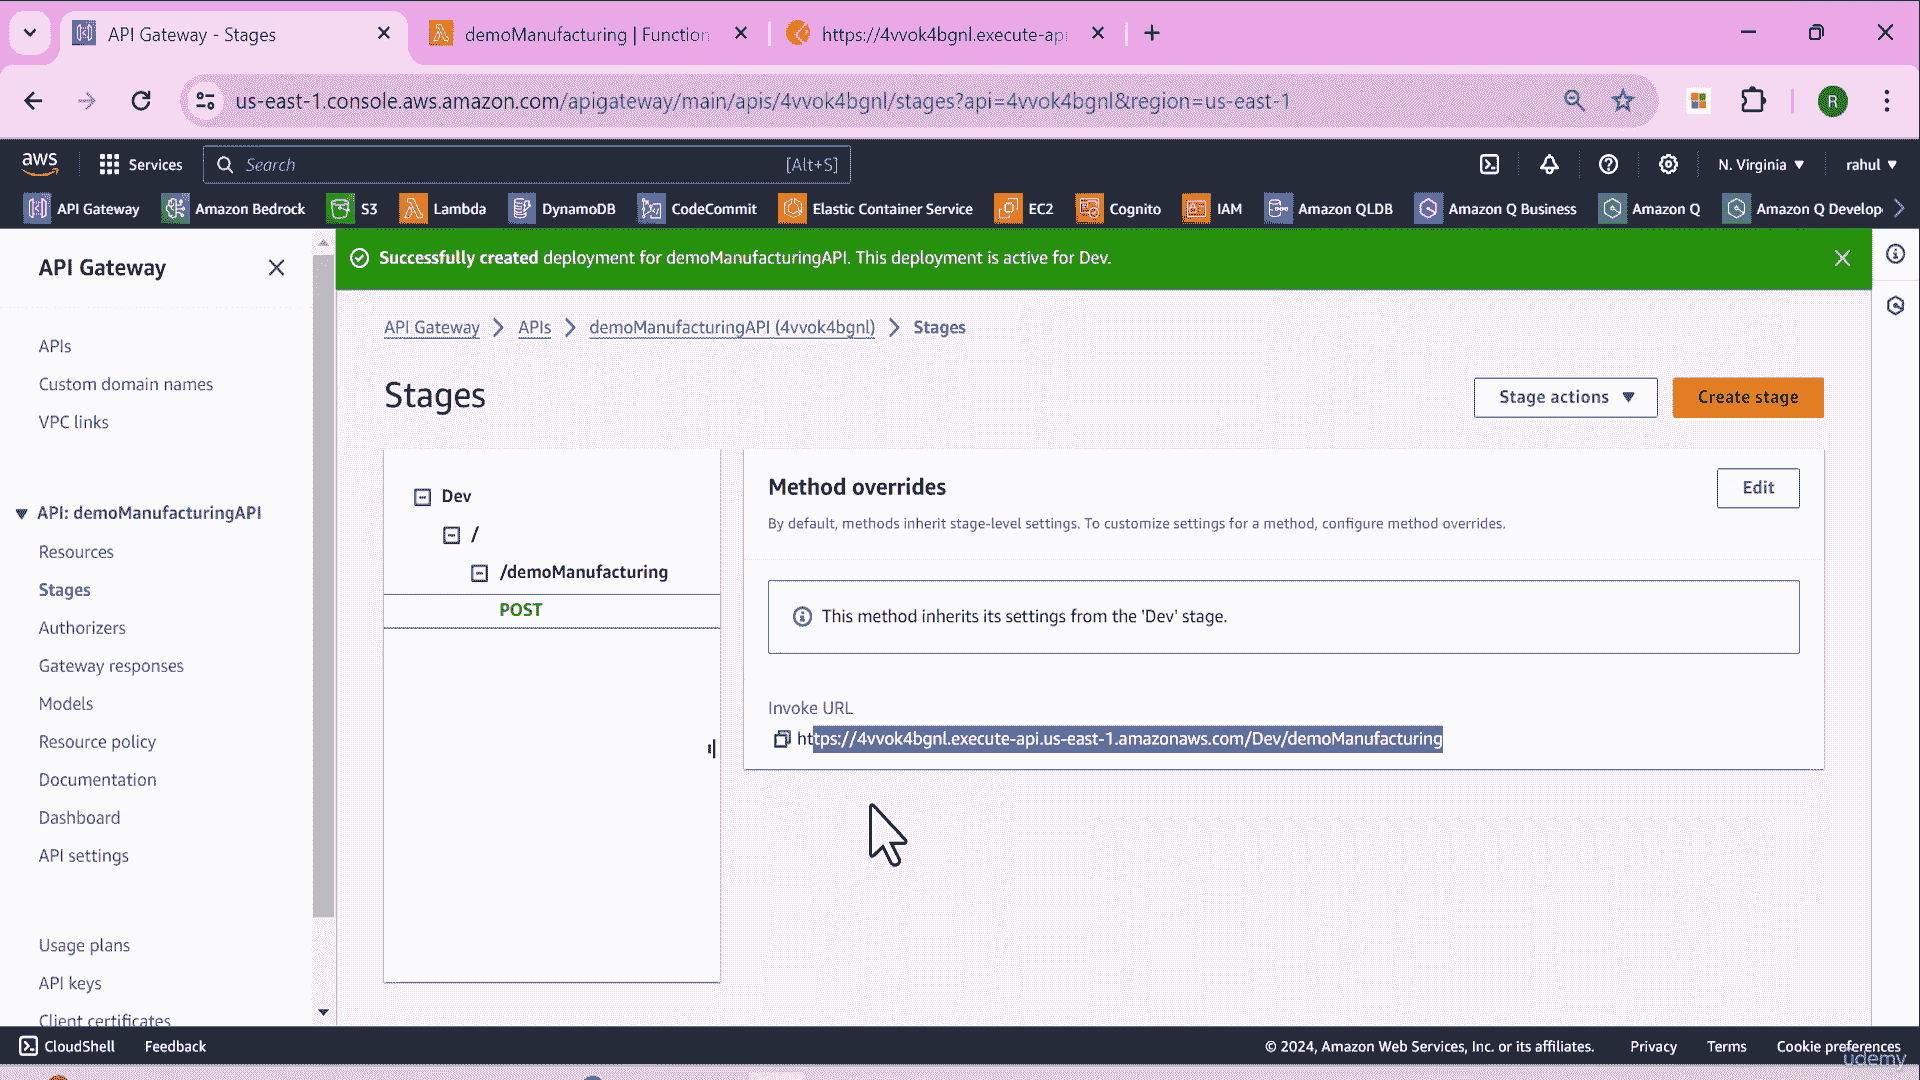 API Gateway - Stages
demoManufacturing | Function
https://4vvok4bgnl.execute-api
us-east-1.console.aws.amazon.com/apigateway/main/apis/4vvok4bgnl/stages?api=4vvok4bgnl&region=us-east-1
R
aws
Services
Search
[Alt+S]
N. Virginia
rahul
API Gateway
Amazon Bedrock
S3
Lambda
DynamoDB
CodeCommit
Elastic Container Service
EC2
Cognito
IAM
Amazon QLDB
Amazon Q Business
Amazon Q
Amazon Q Develop
API Gateway
Successfully created deployment for demoManufacturingAPI. This deployment is active for Dev.
API Gateway
APIs
demoManufacturingAPI (4vvok4bgnl)
Stages
APIs
Custom domain names
VPC links
API: demoManufacturingAPI
Resources
Stages
Authorizers
Gateway responses
Models
Resource policy
Documentation
Dashboard
API settings
Usage plans
API keys
Client certificates
Stages
Stage actions
Create stage
Dev
/
/demoManufacturing
POST
Method overrides
Edit
By default, methods inherit stage-level settings. To customize settings for a method, configure method overrides.
This method inherits its settings from the 'Dev' stage.
Invoke URL
https://4vvok4bgnl.execute-api.us-east-1.amazonaws.com/Dev/demoManufacturing
CloudShell
Feedback
© 2024, Amazon Web Services, Inc. or its affiliates.
Privacy
Terms
Cookie preferences
udemy